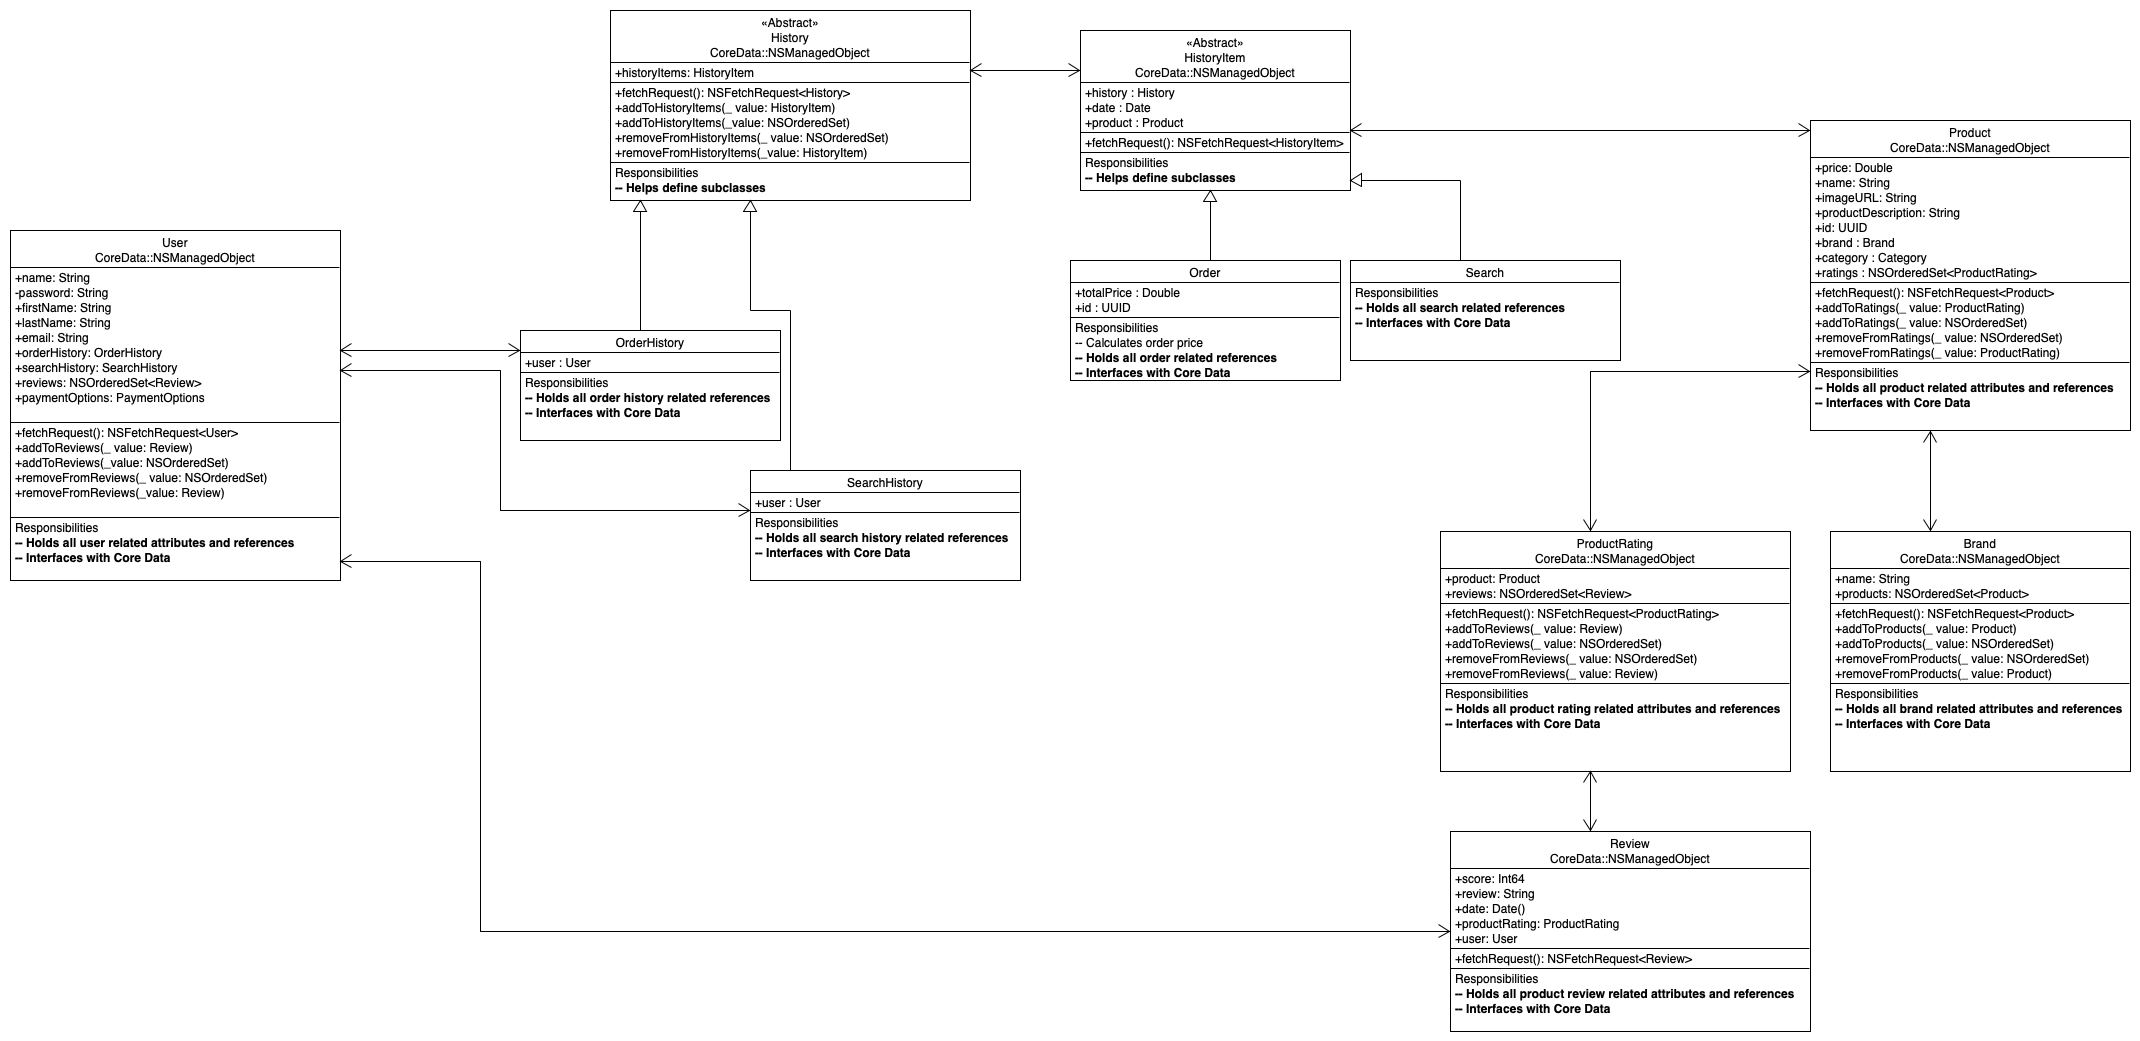 «Abstract»
History
CoreData::NSManagedObject
+historyItems: HistoryItem
+fetchRequest(): NSFetchRequest<History>
+addToHistoryItems(_ value: HistoryItem)
+addToHistoryItems(_value: NSOrderedSet)
+removeFromHistoryItems(_ value: NSOrderedSet)
+removeFromHistoryItems(_value: HistoryItem)
Responsibilities
-- Helps define subclasses
«Abstract»
HistoryItem
CoreData::NSManagedObject
+history : History
+date : Date
+product : Product
+fetchRequest(): NSFetchRequest<HistoryItem>
Responsibilities
-- Helps define subclasses
Product
CoreData::NSManagedObject
+price: Double
+name: String
+imageURL: String
+productDescription: String
+id: UUID
+brand : Brand
+category : Category
+ratings : NSOrderedSet<ProductRating>
+fetchRequest(): NSFetchRequest<Product>
+addToRatings(_ value: ProductRating)
+addToRatings(_ value: NSOrderedSet)
+removeFromRatings(_ value: NSOrderedSet)
+removeFromRatings(_ value: ProductRating)
Responsibilities
-- Holds all product related attributes and references
-- Interfaces with Core Data
User
CoreData::NSManagedObject
+name: String
-password: String
+firstName: String
+lastName: String
+email: String
+orderHistory: OrderHistory
+searchHistory: SearchHistory
+reviews: NSOrderedSet<Review>
+paymentOptions: PaymentOptions
+fetchRequest(): NSFetchRequest<User>
+addToReviews(_ value: Review)
+addToReviews(_value: NSOrderedSet)
+removeFromReviews(_ value: NSOrderedSet)
+removeFromReviews(_value: Review)
Responsibilities
-- Holds all user related attributes and references
-- Interfaces with Core Data
Order
+totalPrice : Double
+id : UUID
Responsibilities
-- Calculates order price
-- Holds all order related references
-- Interfaces with Core Data
Search
Responsibilities
-- Holds all search related references
-- Interfaces with Core Data
OrderHistory
+user : User
Responsibilities
-- Holds all order history related references
-- Interfaces with Core Data
SearchHistory
+user : User
Responsibilities
-- Holds all search history related references
-- Interfaces with Core Data
ProductRating
CoreData::NSManagedObject
+product: Product
+reviews: NSOrderedSet<Review>
+fetchRequest(): NSFetchRequest<ProductRating>
+addToReviews(_ value: Review)
+addToReviews(_ value: NSOrderedSet)
+removeFromReviews(_ value: NSOrderedSet)
+removeFromReviews(_ value: Review)
Responsibilities
-- Holds all product rating related attributes and references
-- Interfaces with Core Data
Brand
CoreData::NSManagedObject
+name: String
+products: NSOrderedSet<Product>
+fetchRequest(): NSFetchRequest<Product>
+addToProducts(_ value: Product)
+addToProducts(_ value: NSOrderedSet)
+removeFromProducts(_ value: NSOrderedSet)
+removeFromProducts(_ value: Product)
Responsibilities
-- Holds all brand related attributes and references
-- Interfaces with Core Data
Review
CoreData::NSManagedObject
+score: Int64
+review: String
+date: Date()
+productRating: ProductRating
+user: User
+fetchRequest(): NSFetchRequest<Review>
Responsibilities
-- Holds all product review related attributes and references
-- Interfaces with Core Data